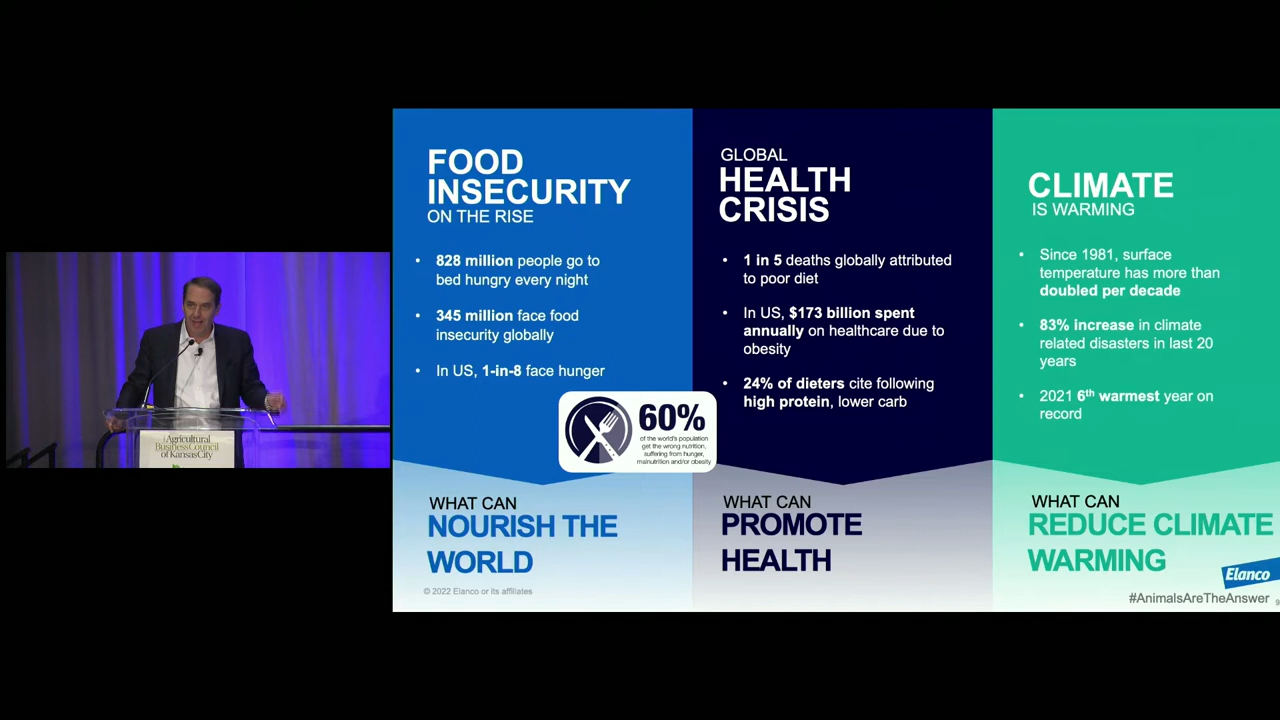 Agricultural
Business Council
of Kansas City
FOOD
INSECURITY
ON THE RISE
• 828 million people go to
bed hungry every night
• 345 million face food
insecurity globally
• In US, 1-in-8 face hunger
60%
of the world's population
get the wrong nutrition,
suffering from hunger,
malnutrition and/or obesity
WHAT CAN
NOURISH THE
WORLD
© 2022 Elanco or its affiliates
GLOBAL
HEALTH
CRISIS
• 1 in 5 deaths globally attributed
to poor diet
• In US, $173 billion spent
annually on healthcare due to
obesity
• 24% of dieters cite following
high protein, lower carb
WHAT CAN
PROMOTE
HEALTH
CLIMATE
IS WARMING
• Since 1981, surface
temperature has more than
doubled per decade
• 83% increase in climate
related disasters in last 20
years
• 2021 6th warmest year on
record
WHAT CAN
REDUCE CLIMATE
WARMING
Elanco
#AnimalsAreTheAnswer
9